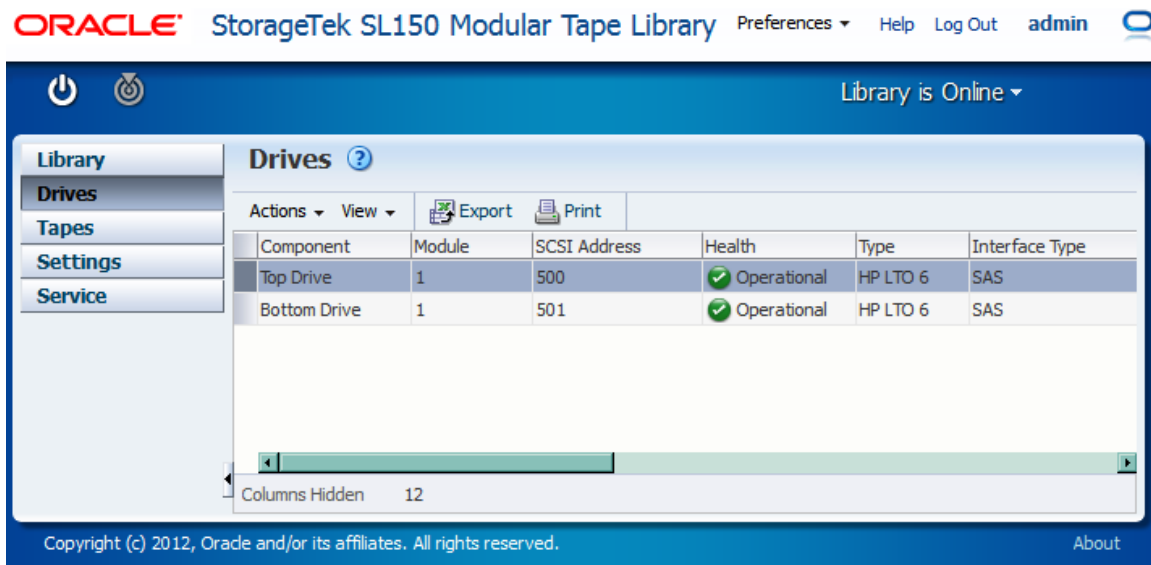 ORACLE StorageTek SL150 Modular Tape Library Preferences Help Log Out admin
Library is Online
Library
Drives
Tapes
Settings
Service
Drives ?
Actions View Export Print
Component Module SCSI Address Health Type Interface Type
Top Drive 1 500 Operational HP LTO 6 SAS
Bottom Drive 1 501 Operational HP LTO 6 SAS
Columns Hidden 12
Copyright (c) 2012, Oracle and/or its affiliates. All rights reserved. About